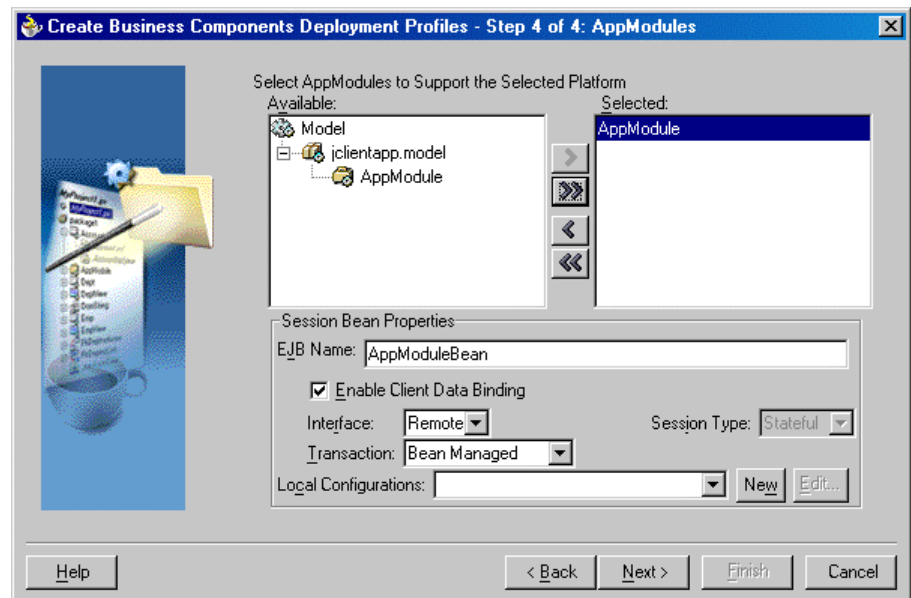 Create Business Components Deployment Profiles - Step 4 of 4: AppModules
Select AppModules to Support the Selected Platform
Available:
Selected:
Model
jclientapp.model
AppModule
AppModule
Session Bean Properties
EJB Name: AppModuleBean
Enable Client Data Binding
Interface: Remote
Session Type: Stateful
Transaction: Bean Managed
Local Configurations:
New
Edit...
Help
< Back
Next >
Finish
Cancel